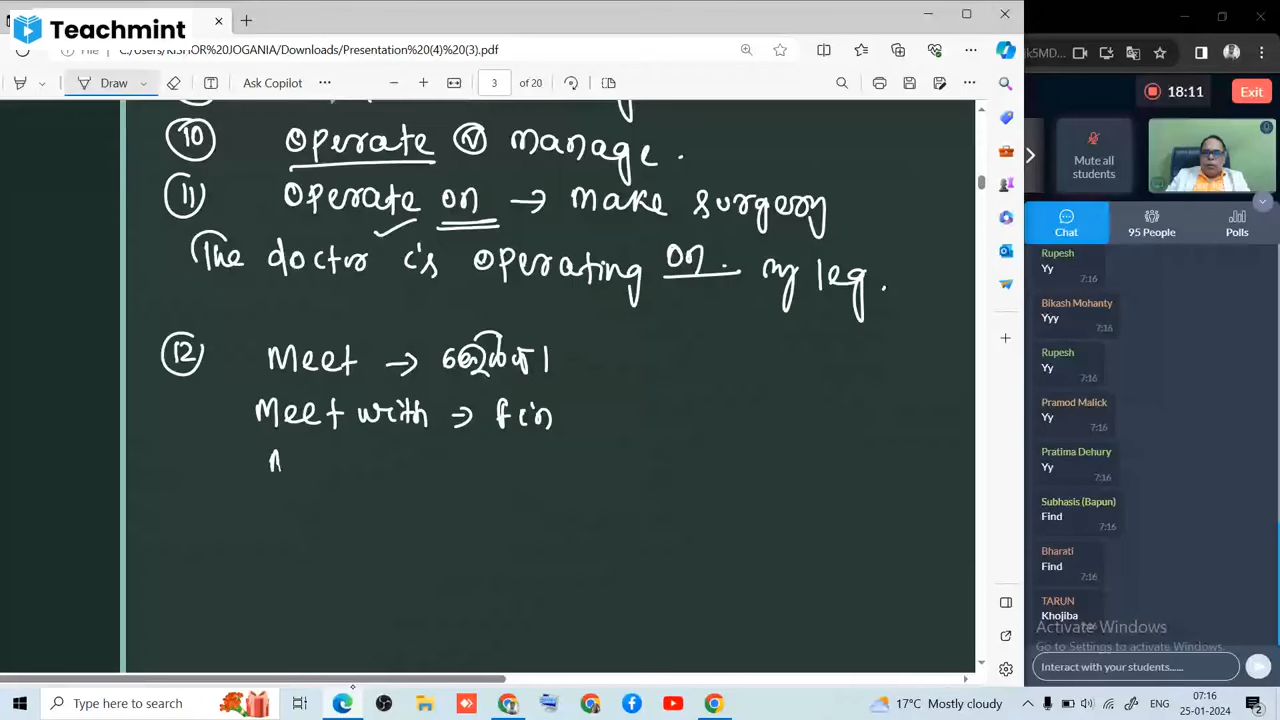 Teachmint
File
C:/Users/KISHOR%20JOGANIA/Downloads/Presentation%20(4)%20(3).pdf
Draw
Ask Copilot
3 of 20
10 Operate (V) manage.
11 Operate on → make surgery
The doctor is operating on. my leg.
12 Meet →
Meet with → fin
18:11
Exit
Mute all
students
Chat
95 People
Polls
Rupesh
Yy
7:16
Bikash Mohanty
Yyy
7:16
Rupesh
Yy
7:16
Pramod Malick
Yy
7:16
Pratima Dehury
Yy
7:16
Subhasis (Bapun)
Find
7:16
Bharati
Find
7:16
TARUN
Khojiba
7:16
Activate Windows
Go to Settings to activate Windows.
Interact with your students......
Type here to search
17°C Mostly cloudy
07:16
25-01-2024